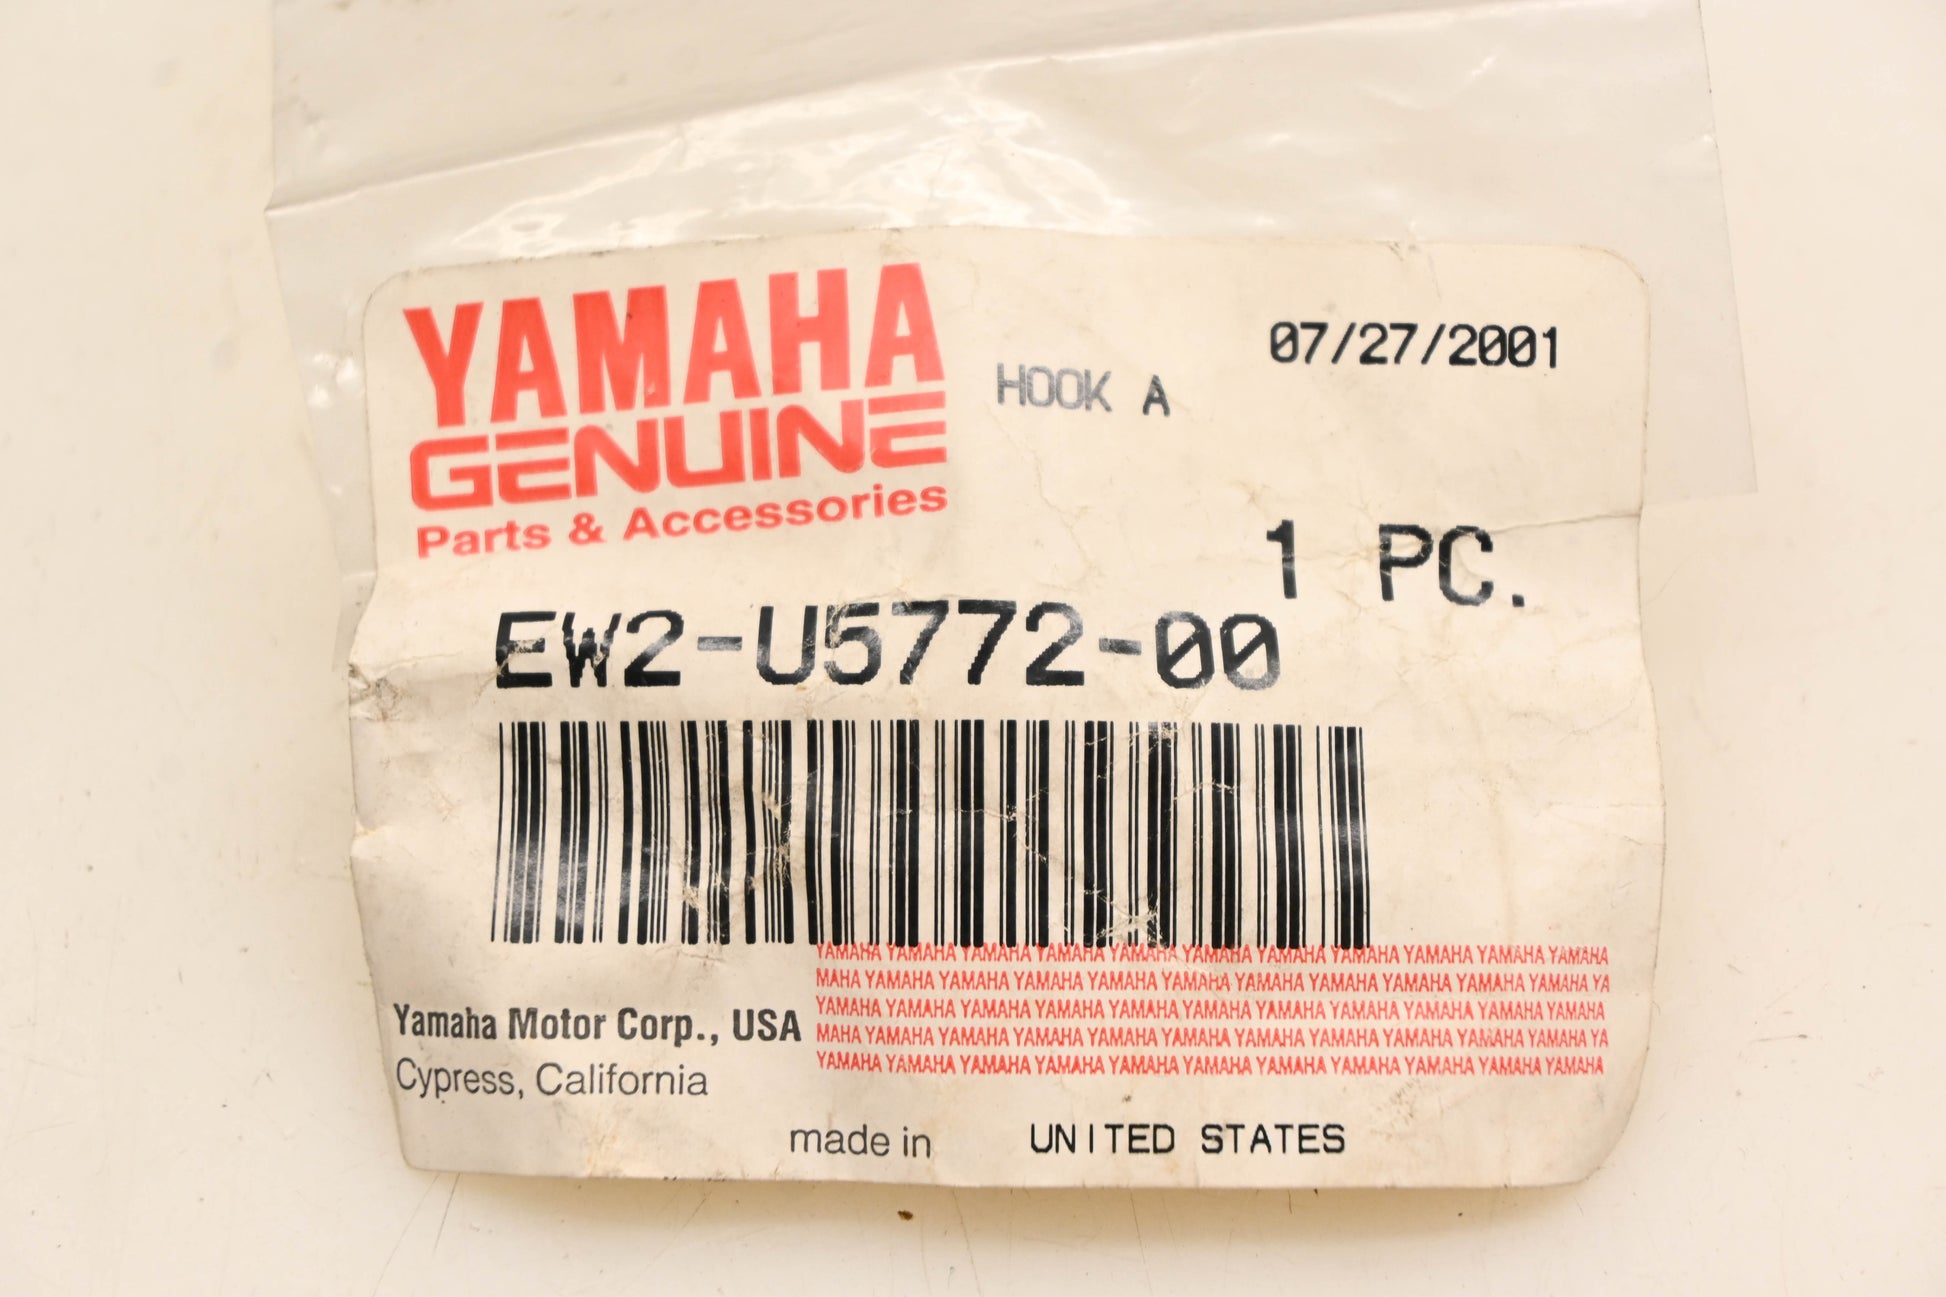 YAMAHA
GENUINE
Parts & Accessories
HOOK A
07/27/2001
1 PC.
EW2-U5772-00
YAMAHA YAMAHA YAMAHA YAMAHA YAMAHA YAMAHA YAMAHA YAMAHA YAMAHA YAMAHA YAMAHA
MAHA YAMAHA YAMAHA YAMAHA YAMAHA YAMAHA YAMAHA YAMAHA YAMAHA YAMAHA YAMAHA YA
YAMAHA YAMAHA YAMAHA YAMAHA YAMAHA YAMAHA YAMAHA YAMAHA YAMAHA YAMAHA YAMAHA
MAHA YAMAHA YAMAHA YAMAHA YAMAHA YAMAHA YAMAHA YAMAHA YAMAHA YAMAHA YAMAHA YA
YAMAHA YAMAHA YAMAHA YAMAHA YAMAHA YAMAHA YAMAHA YAMAHA YAMAHA YAMAHA YAMAHA
Yamaha Motor Corp., USA
Cypress, California
made in UNITED STATES